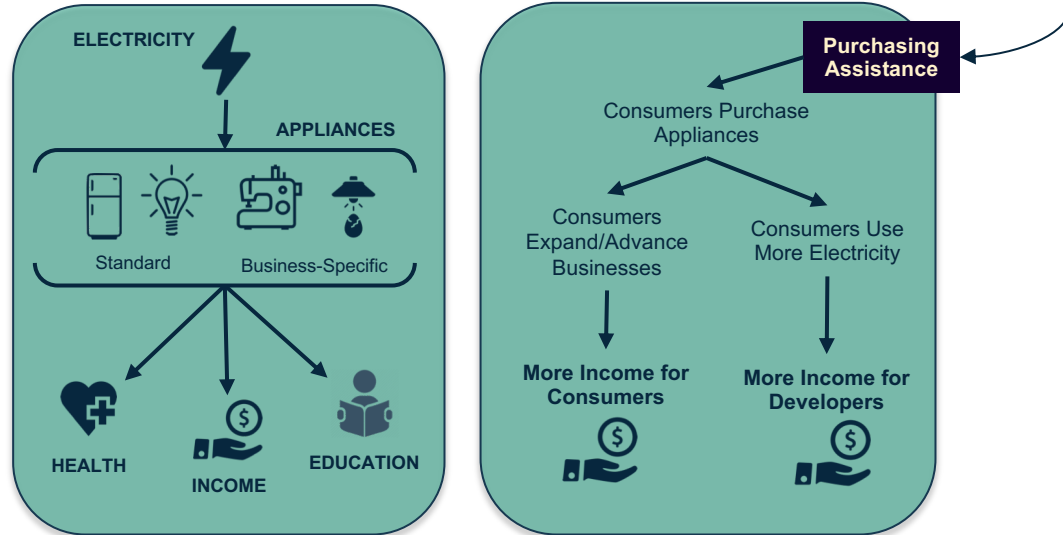 ELECTRICITY
APPLIANCES
Standard
Business-Specific
HEALTH
INCOME
$
EDUCATION
Purchasing
Assistance
Consumers Purchase
Appliances
Consumers
Expand/Advance
Businesses
Consumers Use
More Electricity
More Income for
Consumers
$
More Income for
Developers
$